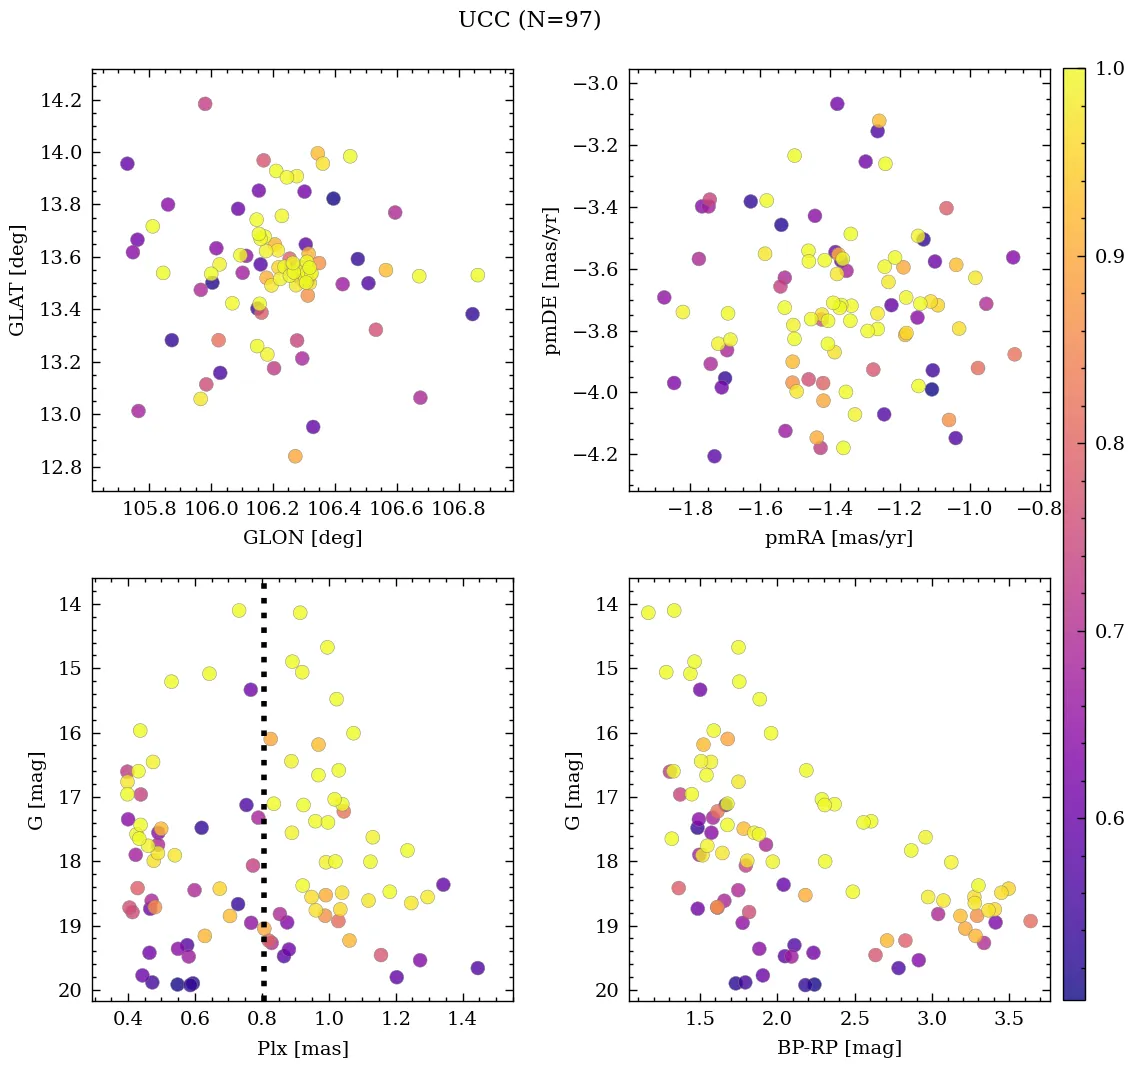 UCC (N=97)
14.2
14.0
13.8
13.6
13.4
13.2
13.0
12.8
GLAT [deg]
105.8 106.0 106.2 106.4 106.6 106.8
GLON [deg]
−3.0
−3.2
−3.4
−3.6
−3.8
−4.0
−4.2
pmDE [mas/yr]
−1.8 −1.6 −1.4 −1.2 −1.0 −0.8
pmRA [mas/yr]
1.0
0.9
0.8
0.7
0.6
14
15
16
17
18
19
20
G [mag]
0.4 0.6 0.8 1.0 1.2 1.4
Plx [mas]
14
15
16
17
18
19
20
G [mag]
1.5 2.0 2.5 3.0 3.5
BP-RP [mag]